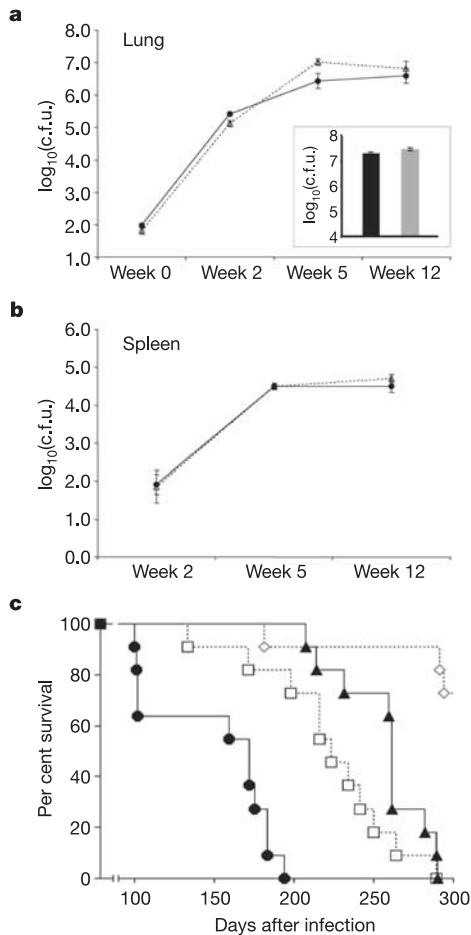 a
Lung
7.0
6.0
5.0
4.0
3.0
2.0
1.0
log10(c.f.u.)
Week 0 Week 2 Week 5 Week 12
8
7
6
5
4
log10(c.f.u.)
b
Spleen
6.0
5.0
4.0
3.0
2.0
1.0
0.0
log10(c.f.u.)
Week 2 Week 5 Week 12
c
100
80
60
40
20
0
Per cent survival
100 150 200 250 300
Days after infection